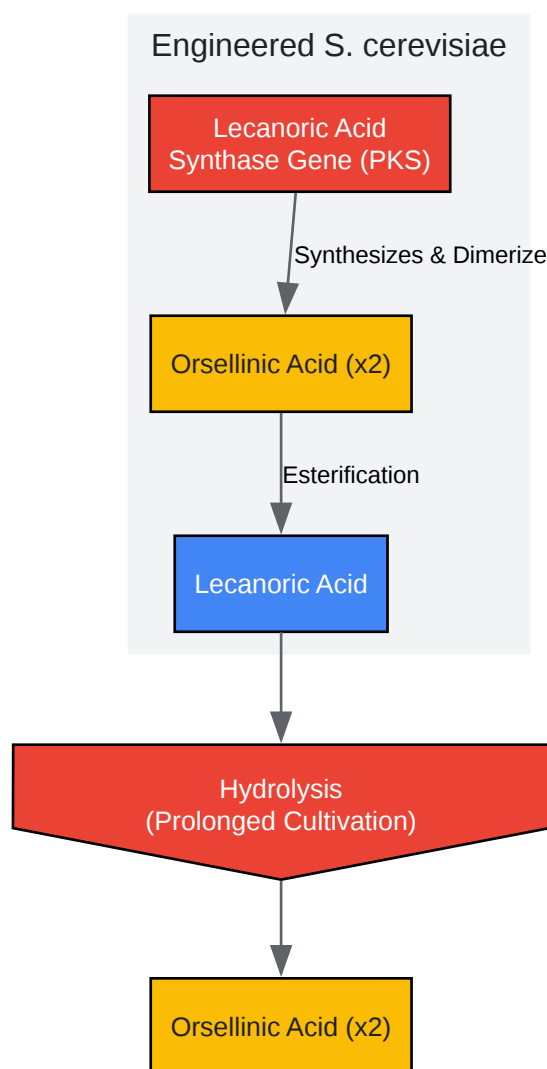 Engineered S. cerevisiae
Lecanoric Acid
Synthase Gene (PKS)
Synthesizes & Dimerize
Orsellinic Acid (x2)
Esterification
Lecanoric Acid
Hydrolysis
(Prolonged Cultivation)
Orsellinic Acid (x2)